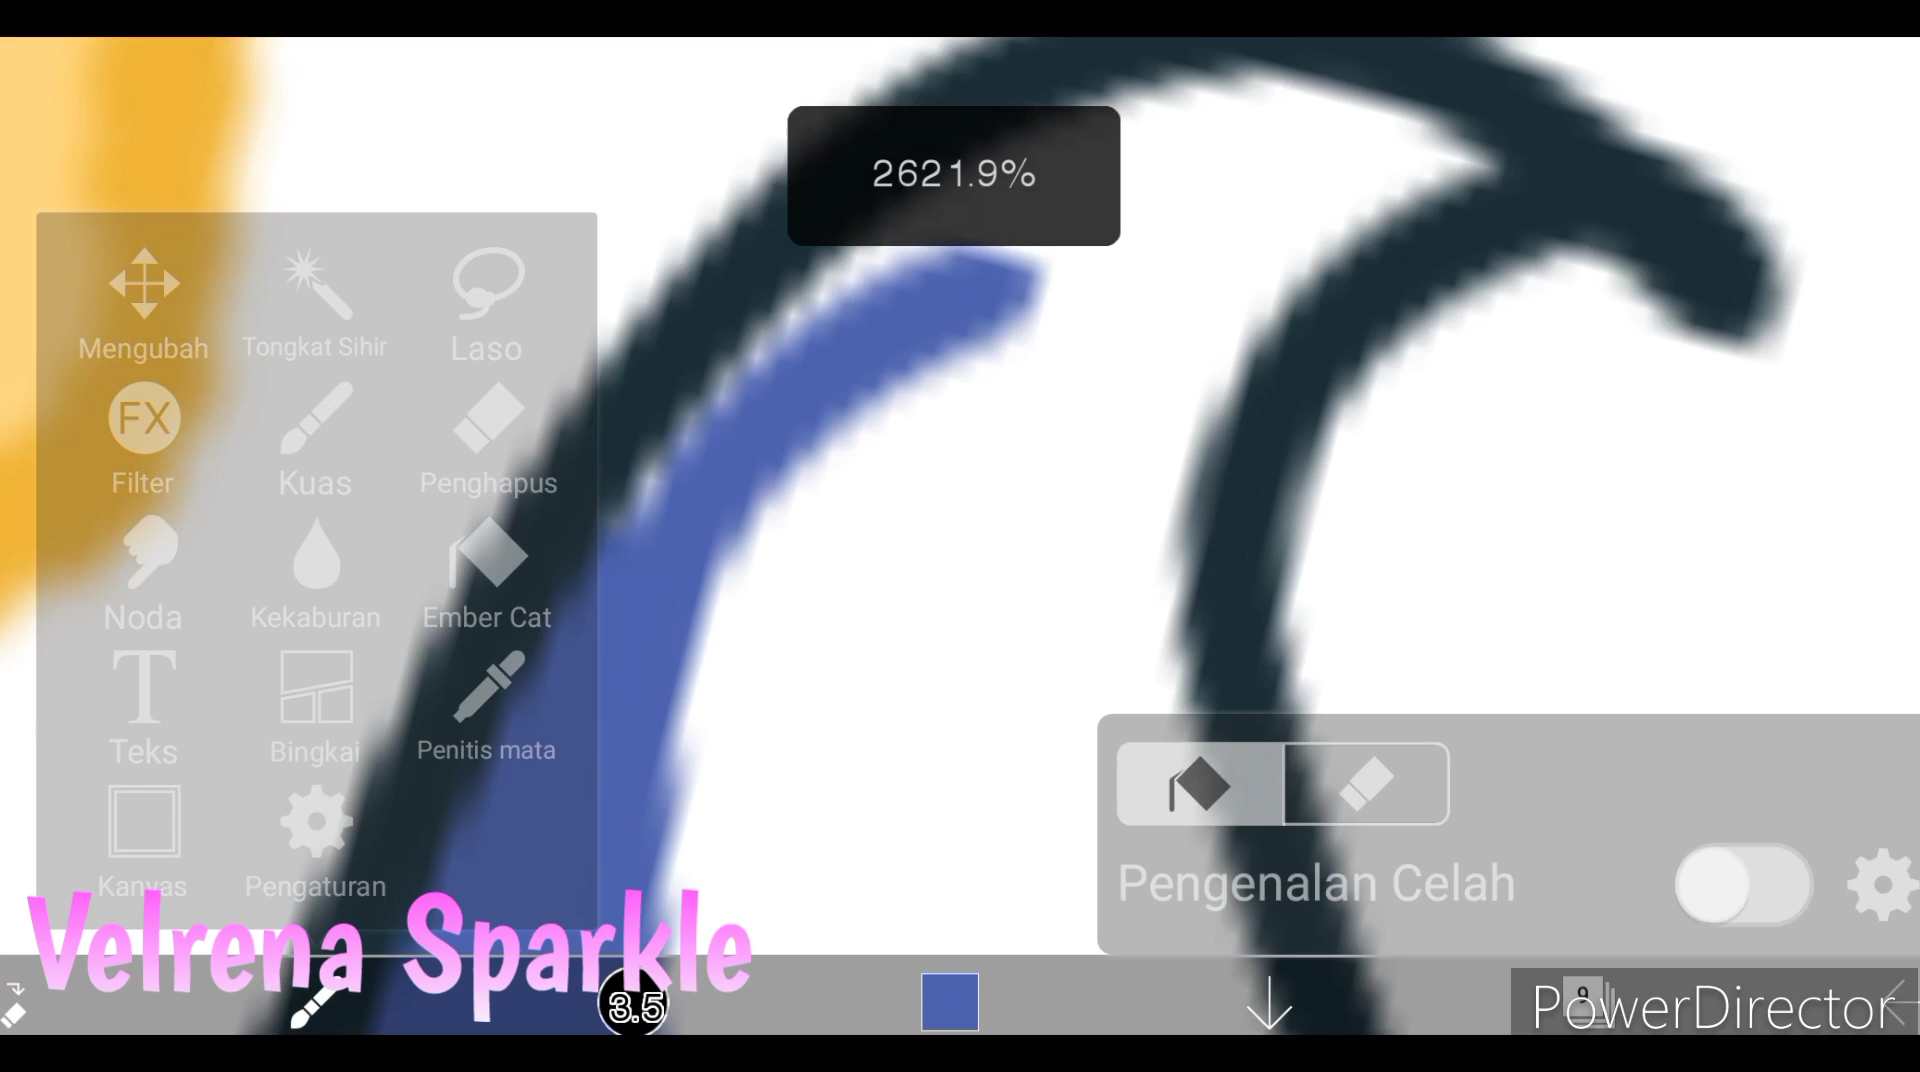 2621.9%
Mengubah Tongkat Sihir Laso
FX
Filter Kuas Penghapus
Noda Kekaburan Ember Cat
T
Teks Bingkai Penitis mata
Kanvas Pengaturan
Pengenalan Celah
Velrena Sparkle
3.5
9
PowerDirector